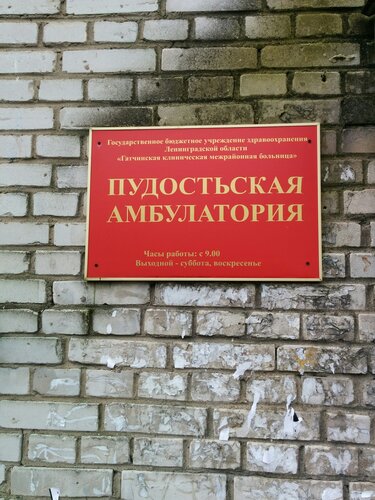 Государственное бюджетное учреждение здравоохранения
Ленинградской области
«Гатчинская клиническая межрайонная больница»
ПУДОСТЬСКАЯ
АМБУЛАТОРИЯ
Часы работы: с 9.00
Выходной - суббота, воскресенье